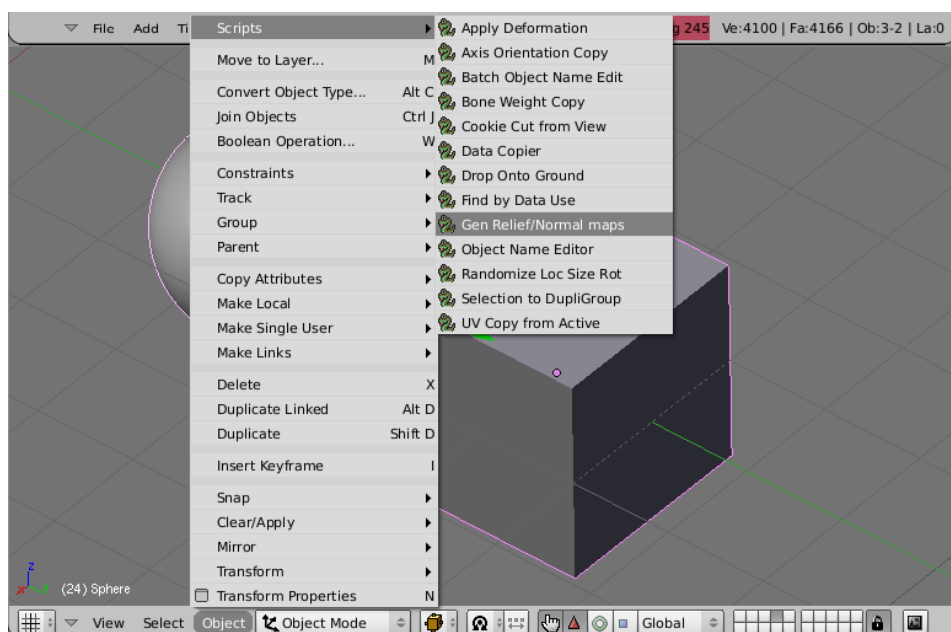 File Add Ti
g 245 Ve:4100 | Fa:4166 | Ob:3-2 | La:0
Scripts
Move to Layer... M
Convert Object Type... Alt C
Join Objects Ctrl J
Boolean Operation... W
Constraints
Track
Group
Parent
Copy Attributes
Make Local
Make Single User
Make Links
Delete X
Duplicate Linked Alt D
Duplicate Shift D
Insert Keyframe I
Snap
Clear/Apply
Mirror
Transform
Transform Properties N
Apply Deformation
Axis Orientation Copy
Batch Object Name Edit
Bone Weight Copy
Cookie Cut from View
Data Copier
Drop Onto Ground
Find by Data Use
Gen Relief/Normal maps
Object Name Editor
Randomize Loc Size Rot
Selection to DupliGroup
UV Copy from Active
z
x
(24) Sphere
View Select Object Object Mode Global